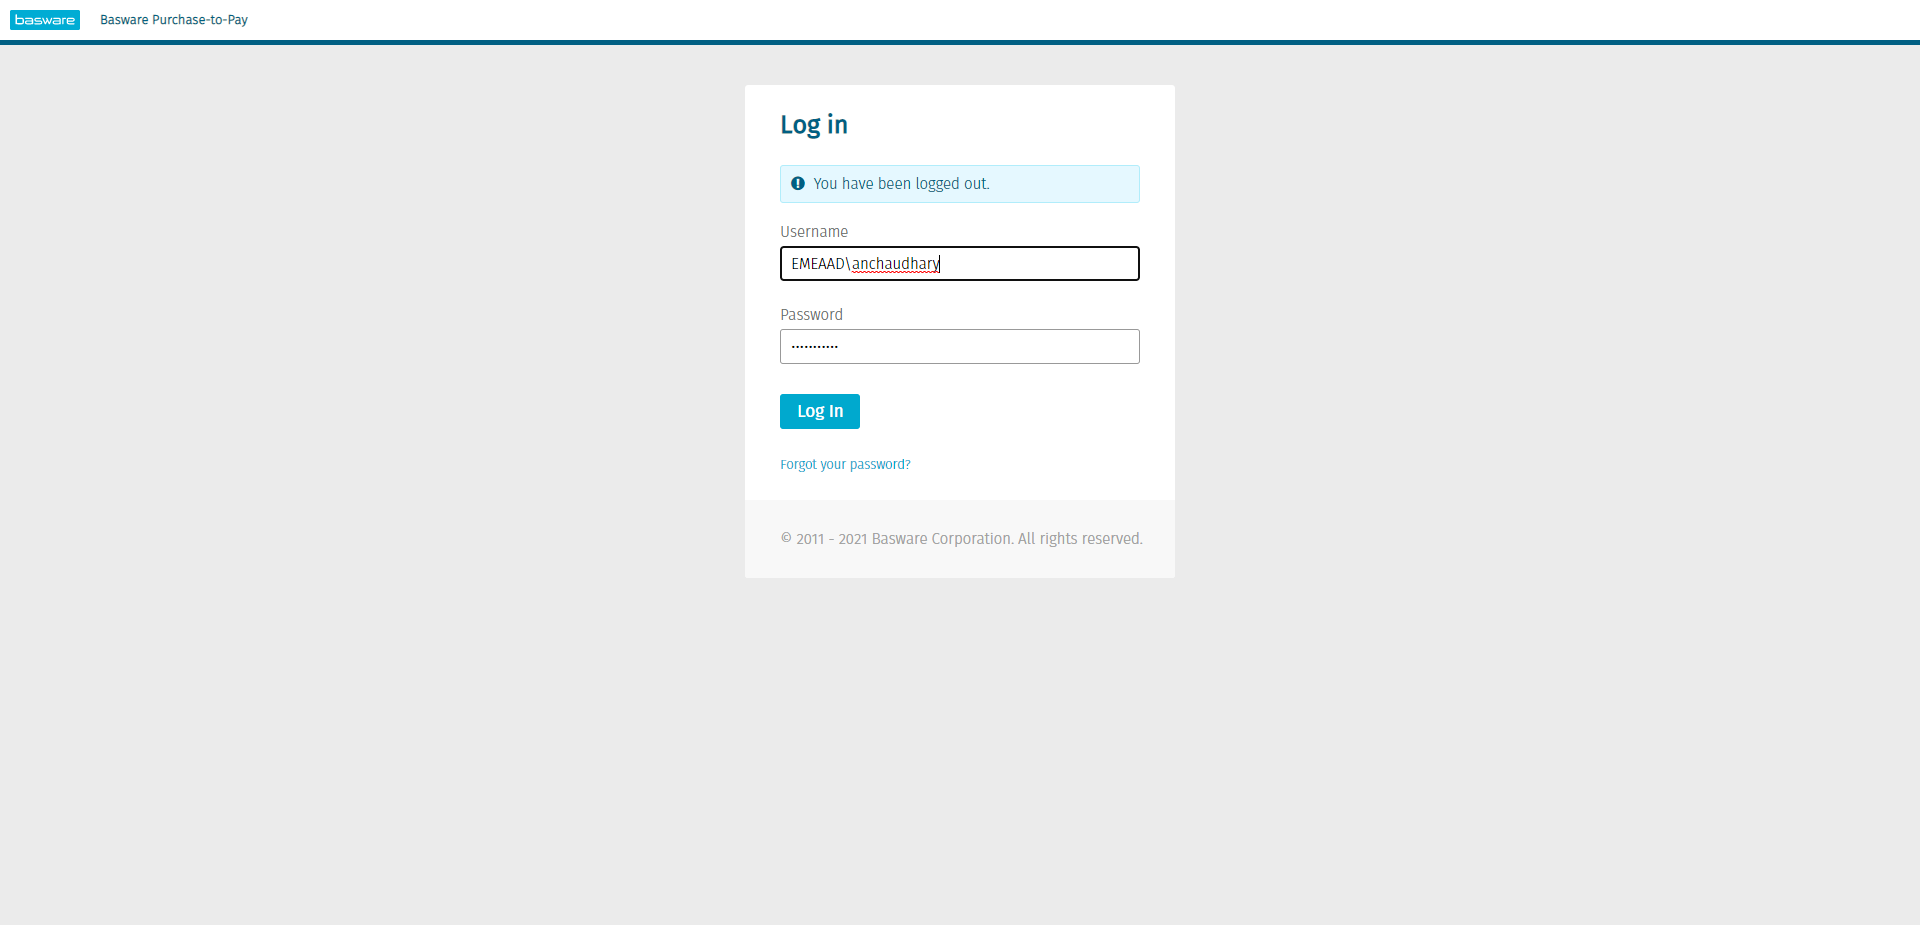 basware Basware Purchase-to-Pay
Log in
You have been logged out.
Username
EMEAAD\anchaudhary
Password
•••••••••••
Log In
Forgot your password?
© 2011 - 2021 Basware Corporation. All rights reserved.